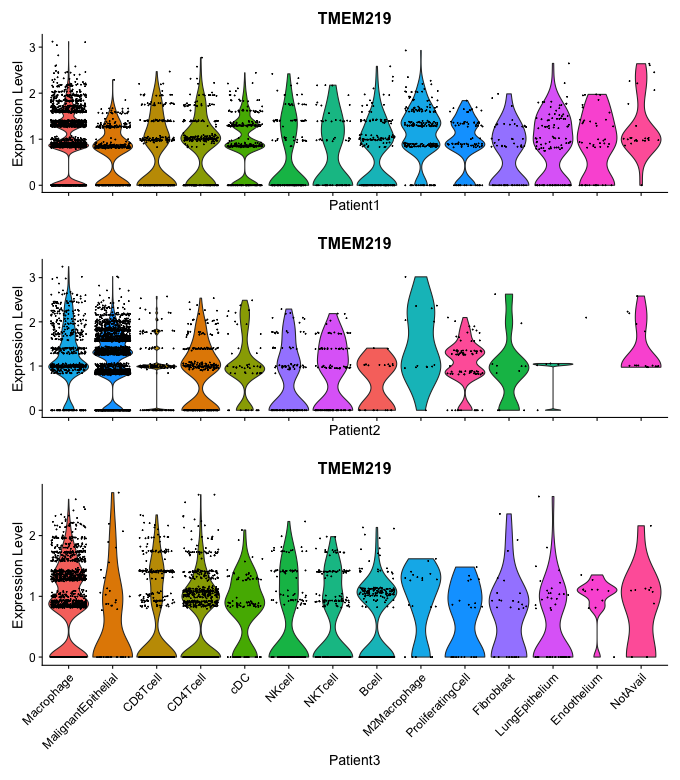 TMEM219
Expression Level
3
2
1
0
Patient1
TMEM219
Expression Level
3
2
1
0
Patient2
TMEM219
Expression Level
2
1
0
Macrophage
MalignantEpithelial
CD8Tcell
CD4Tcell
cDC
NKcell
NKTcell
Bcell
M2Macrophage
ProliferatingCell
Fibroblast
LungEpithelium
Endothelium
NotAvail
Patient3